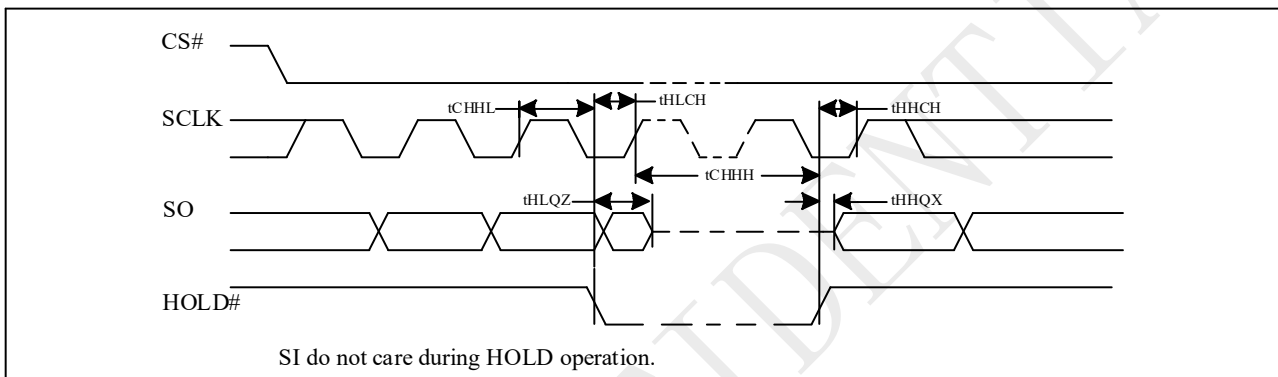 CS#
tCHHL
tHLCH
tHHCH
SCLK
tCHHH
tHLQZ
tHHQX
SO
HOLD#
SI do not care during HOLD operation.